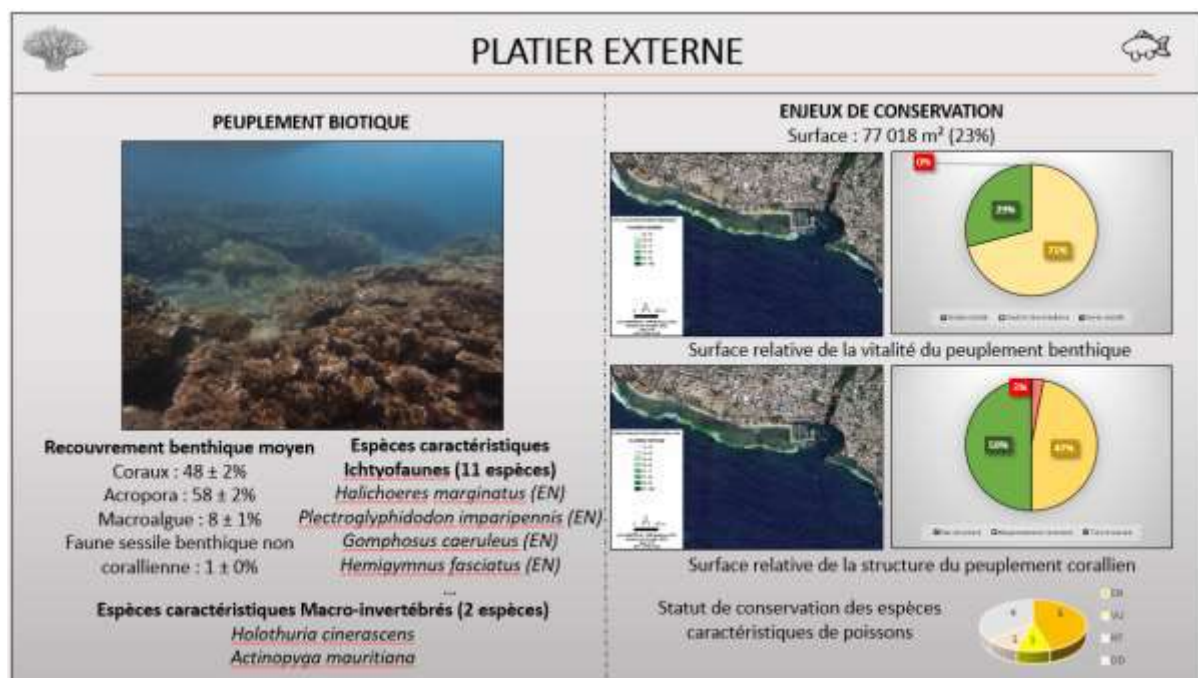 PLATIER EXTERNE
PEUPLEMENT BIOTIQUE
Recouvrement benthique moyen
Coraux : 48 ± 2%
Acropora : 58 ± 2%
Macroalgue : 8 ± 1%
Faune sessile benthique non
corallienne : 1 ± 0%
Espèces caractéristiques
Ichtyofaunes (11 espèces)
Halichoeres marginatus (EN)
Plectroglyphidodon imparipennis (EN)
Gomphosus caeruleus (EN)
Hemigymnus fasciatus (EN)
...
Espèces caractéristiques Macro-invertébrés (2 espèces)
Holothuria cinerascens
Actinopyga mauritiana
ENJEUX DE CONSERVATION
Surface : 77 018 m² (23%)
0%
29%
71%
Surface relative de la vitalité du peuplement benthique
3%
50%
47%
Surface relative de la structure du peuplement corallien
Statut de conservation des espèces
caractéristiques de poissons
4
5
1
EN
VU
NT
DD